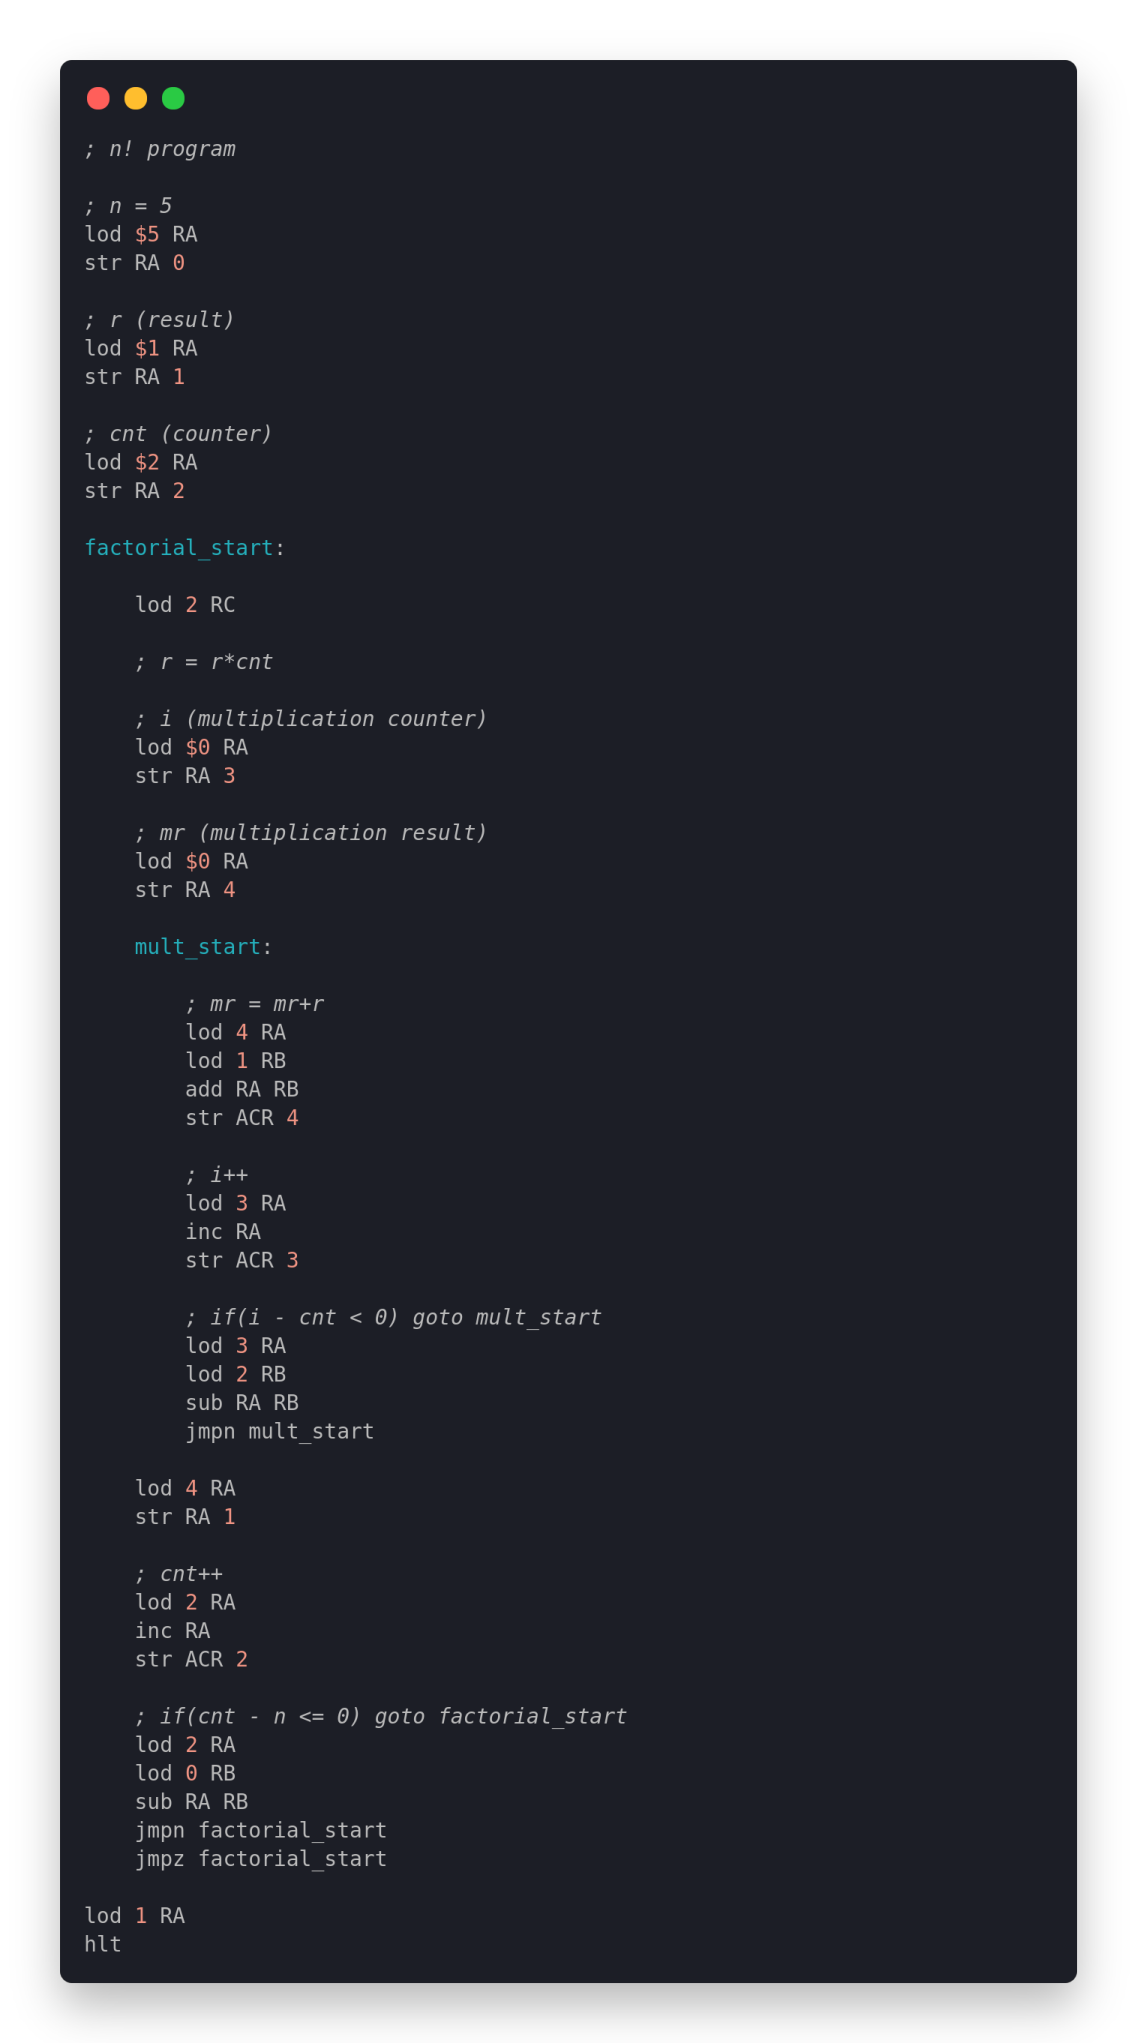 ; n! program
; n = 5
lod $5 RA
str RA 0
; r (result)
lod $1 RA
str RA 1
; cnt (counter)
lod $2 RA
str RA 2
factorial_start:
lod 2 RC
; r = r*cnt
; i (multiplication counter)
lod $0 RA
str RA 3
; mr (multiplication result)
lod $0 RA
str RA 4
mult_start:
; mr = mr+r
lod 4 RA
lod 1 RB
add RA RB
str ACR 4
; i++
lod 3 RA
inc RA
str ACR 3
; if(i - cnt < 0) goto mult_start
lod 3 RA
lod 2 RB
sub RA RB
jmpn mult_start
lod 4 RA
str RA 1
; cnt++
lod 2 RA
inc RA
str ACR 2
; if(cnt - n <= 0) goto factorial_start
lod 2 RA
lod 0 RB
sub RA RB
jmpn factorial_start
jmpz factorial_start
lod 1 RA
hlt